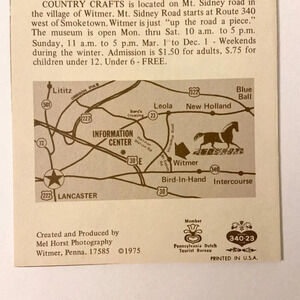 COUNTRY CRAFTS is located on Mt. Sidney road in
the village of Witmer. Mt. Sidney Road starts at Route 340
west of Smoketown. Witmer is just "up the road a piece."
The museum is open Mon. thru Sat. 10 a.m. to 5 p.m.
Sunday, 11 a.m. to 5 p.m. Mar. 1 to Dec. 1 - Weekends
during the winter. Admission is $1.50 for adults, $.75 for
children under 12, Under 6 - FREE.
Lititz
Blue
Ball
Leola
New Holland
INFORMATION
CENTER
Witmer
Bird-In-Hand
Intercourse
LANCASTER
501
222
30
E
340
Created and Produced by
Mel Horst Photography
Witmer, Penna. 17585 ©1975
Member
Pennsylvania Dutch
Tourist Bureau
340-23
PRINTED IN U.S.A.